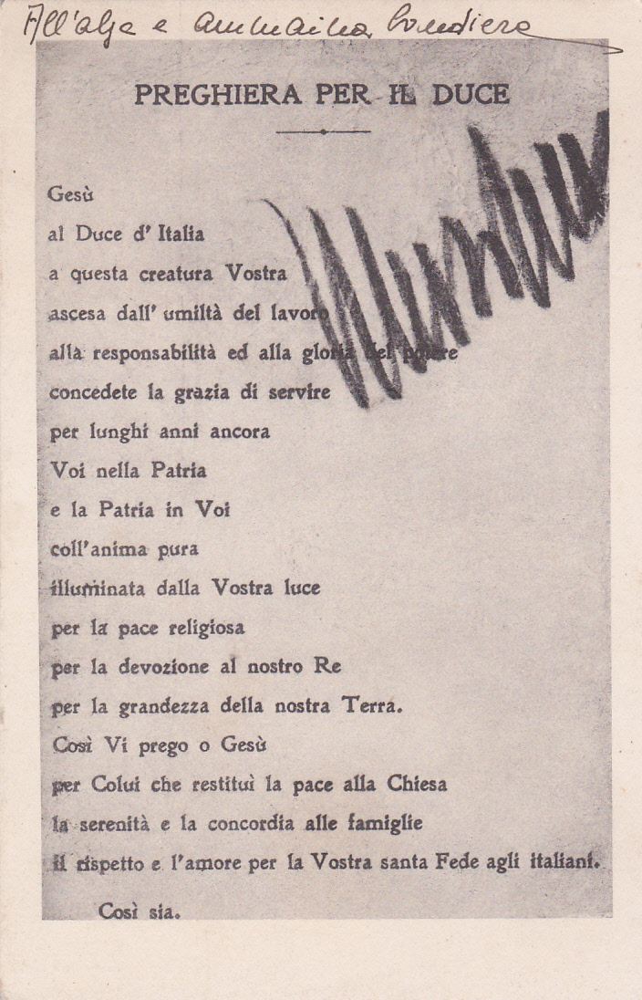 All'alza e ammaina bandiera
PREGHIERA PER IL DUCE
Gesù
al Duce d' Italia
a questa creatura Vostra
ascesa dall' umiltà del lavoro
alla responsabilità ed alla gloria del potere
concedete la grazia di servire
per lunghi anni ancora
Voi nella Patria
e la Patria in Voi
coll'anima pura
illuminata dalla Vostra luce
per la pace religiosa
per la devozione al nostro Re
per la grandezza della nostra Terra.
Così Vi prego o Gesù
per Colui che restituì la pace alla Chiesa
la serenità e la concordia alle famiglie
il rispetto e l'amore per la Vostra santa Fede agli italiani.
Così sia.